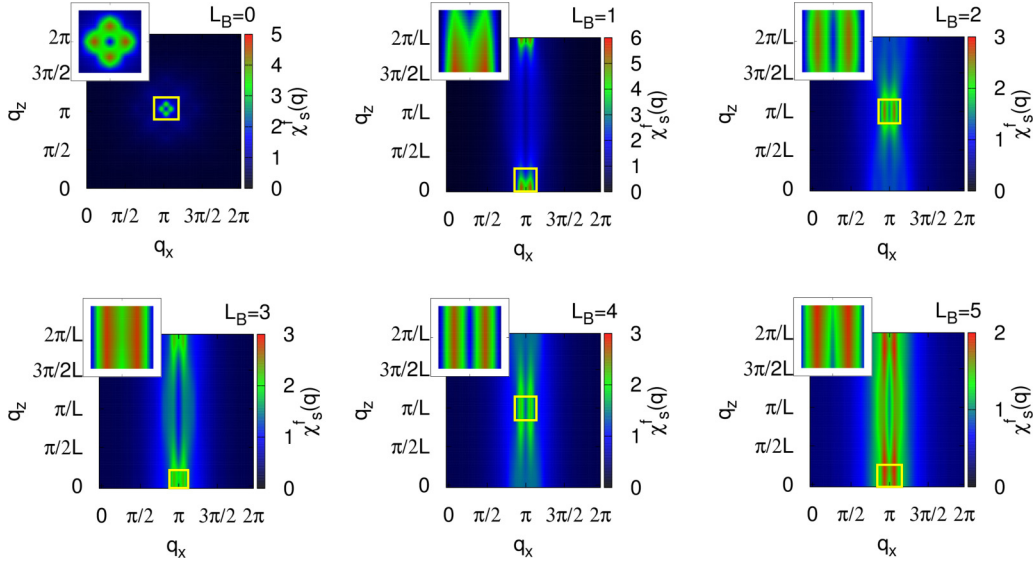 L_B=0
2π
3π/2
π
π/2
0
q_z
0 π/2 π 3π/2 2π
q_x
5
4
3
2
1
0
χ^f_s(q)
L_B=1
2π/L
3π/2L
π/L
π/2L
0
q_z
0 π/2 π 3π/2 2π
q_x
6
5
4
3
2
1
0
χ^f_s(q)
L_B=2
2π/L
3π/2L
π/L
π/2L
0
q_z
0 π/2 π 3π/2 2π
q_x
3
2
1
0
χ^f_s(q)
L_B=3
2π/L
3π/2L
π/L
π/2L
0
q_z
0 π/2 π 3π/2 2π
q_x
3
2
1
0
χ^f_s(q)
L_B=4
2π/L
3π/2L
π/L
π/2L
0
q_z
0 π/2 π 3π/2 2π
q_x
3
2
1
0
χ^f_s(q)
L_B=5
2π/L
3π/2L
π/L
π/2L
0
q_z
0 π/2 π 3π/2 2π
q_x
2
1
0
χ^f_s(q)